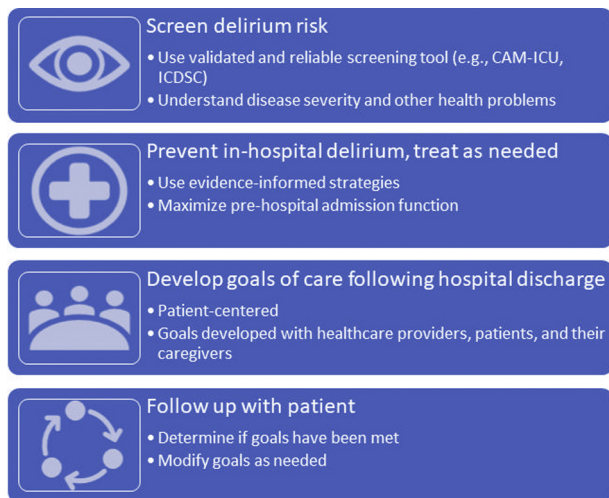 Screen delirium risk
• Use validated and reliable screening tool (e.g., CAM-ICU,
ICDSC)
• Understand disease severity and other health problems
Prevent in-hospital delirium, treat as needed
• Use evidence-informed strategies
• Maximize pre-hospital admission function
Develop goals of care following hospital discharge
• Patient-centered
• Goals developed with healthcare providers, patients, and their
caregivers
Follow up with patient
• Determine if goals have been met
• Modify goals as needed